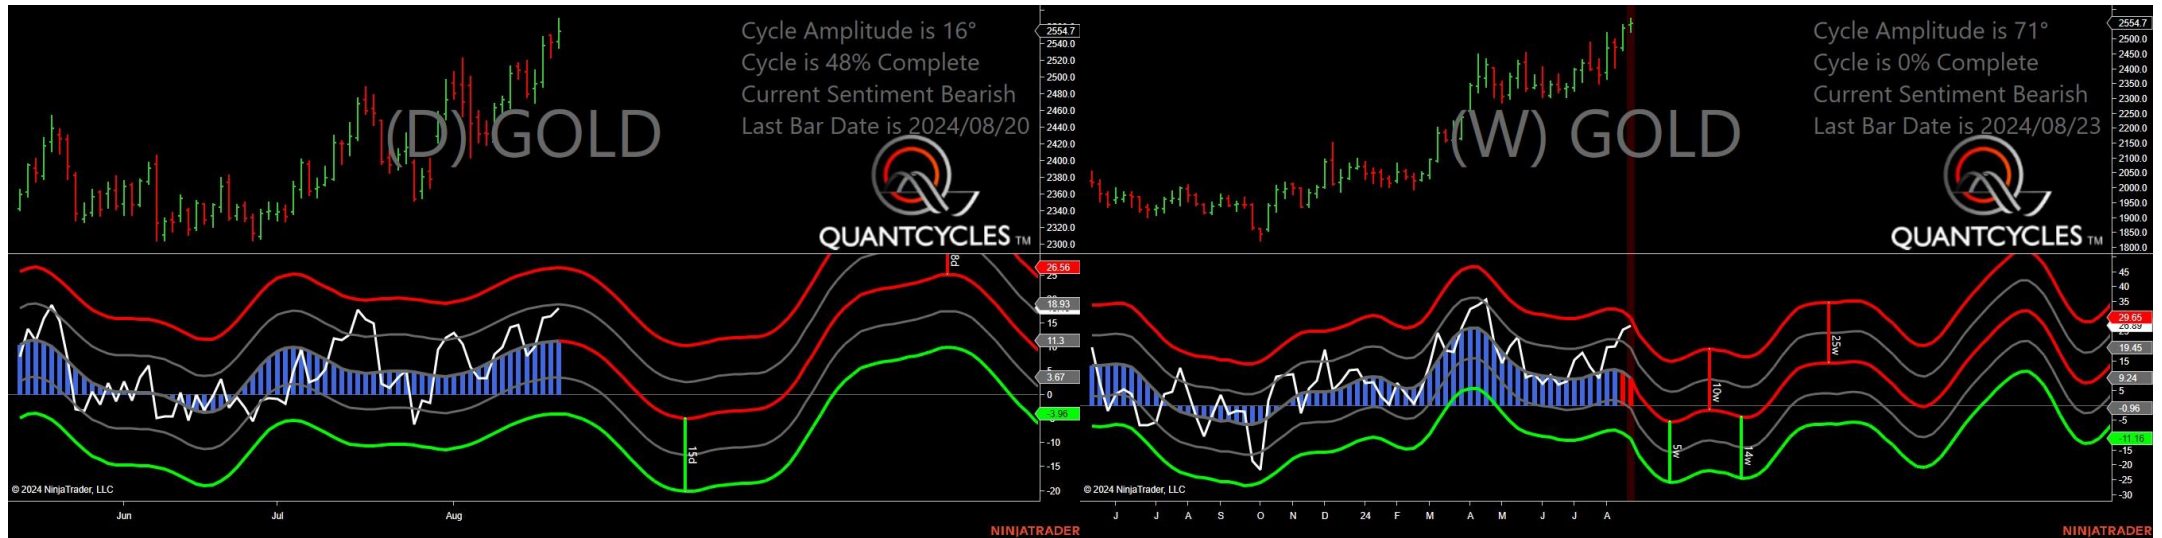 Cycle Amplitude is 16°
Cycle is 48% Complete
Current Sentiment Bearish
Last Bar Date is 2024/08/20
(D) GOLD
QUANTCYCLES TM
2554.7
2540.0
2520.0
2500.0
2480.0
2460.0
2440.0
2420.0
2400.0
2380.0
2360.0
2340.0
2320.0
2300.0
8d
15d
26.56
25
18.93
15
11.3
5
3.67
0
-3.96
-10
-15
-20
© 2024 NinjaTrader, LLC
Jun Jul Aug
NINJATRADER
Cycle Amplitude is 71°
Cycle is 0% Complete
Current Sentiment Bearish
Last Bar Date is 2024/08/23
(W) GOLD
QUANTCYCLES TM
2554.7
2500.0
2450.0
2400.0
2350.0
2300.0
2250.0
2200.0
2150.0
2100.0
2050.0
2000.0
1950.0
1900.0
1850.0
1800.0
5w
10w
14w
25w
45
40
35
29.65
26.89
19.45
15
9.24
5
-0.96
-5
-11.16
-15
-20
-25
-30
© 2024 NinjaTrader, LLC
J J A S O N D 24 F M A M J J A
NINJATRADER